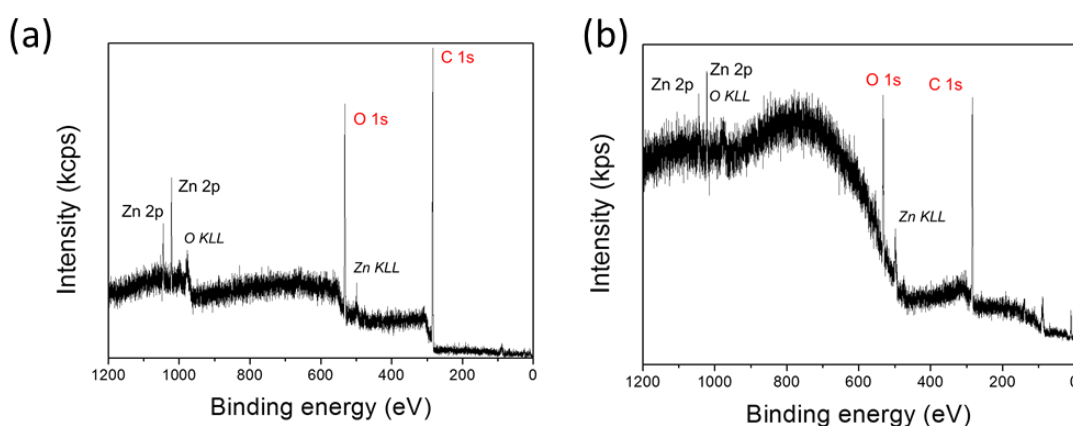 (a)
C 1s
O 1s
Zn 2p
Zn 2p
O KLL
Zn KLL
Intensity (kcps)
1200 1000 800 600 400 200 0
Binding energy (eV)
(b)
Zn 2p
Zn 2p
O KLL
O 1s
C 1s
Zn KLL
Intensity (kps)
1200 1000 800 600 400 200 0
Binding energy (eV)